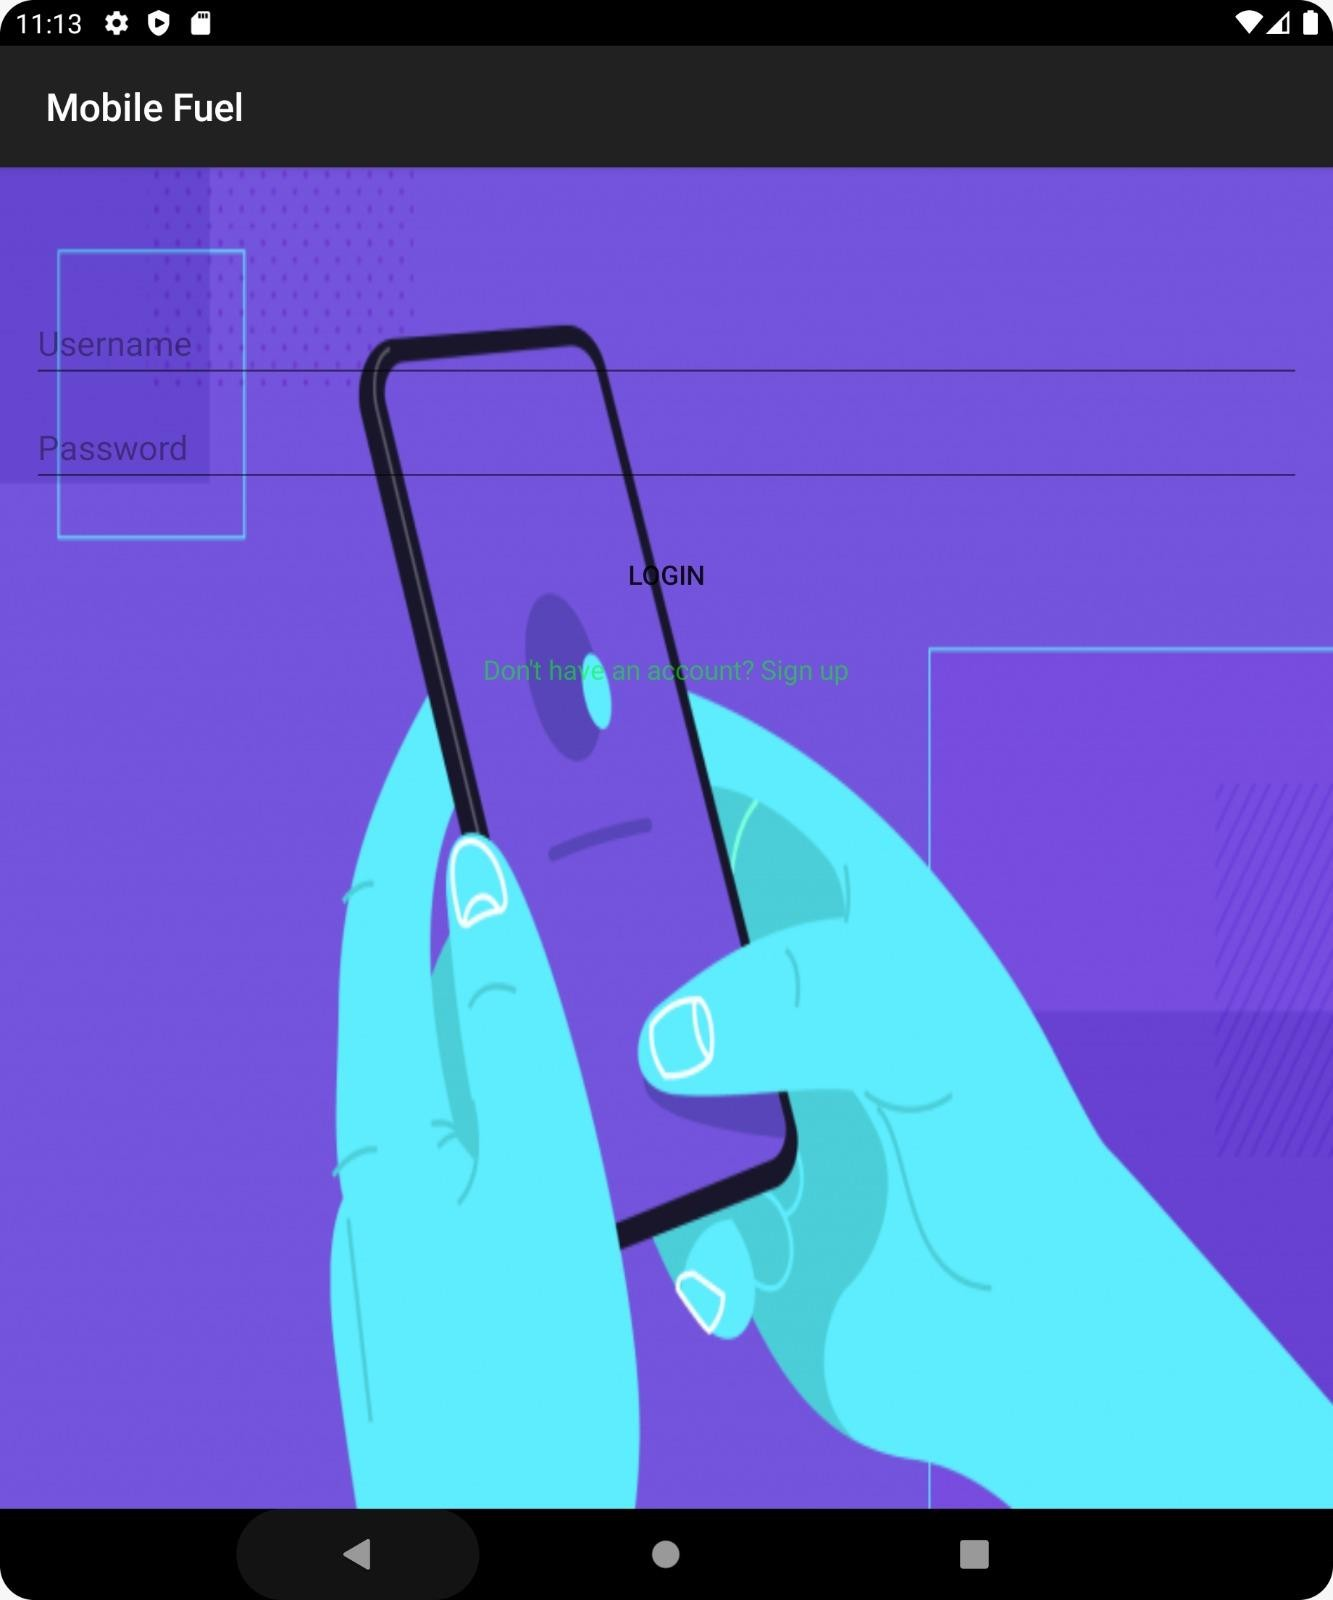 11:13
Mobile Fuel
Username
Password
LOGIN
Don't have an account? Sign up